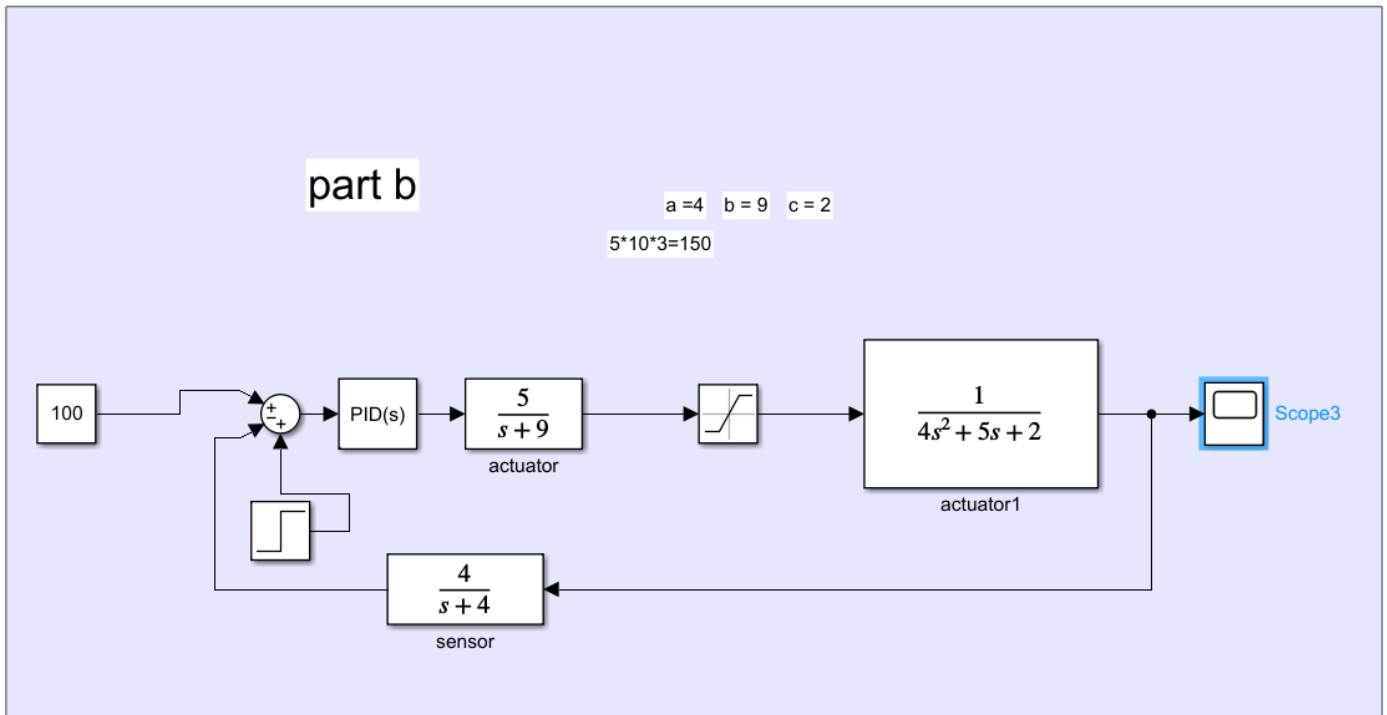 part b
a =4 b = 9 c = 2
5*10*3=150
100
+
−
+
PID(s)
5
s + 9
actuator
1
4s² + 5s + 2
actuator1
Scope3
4
s + 4
sensor